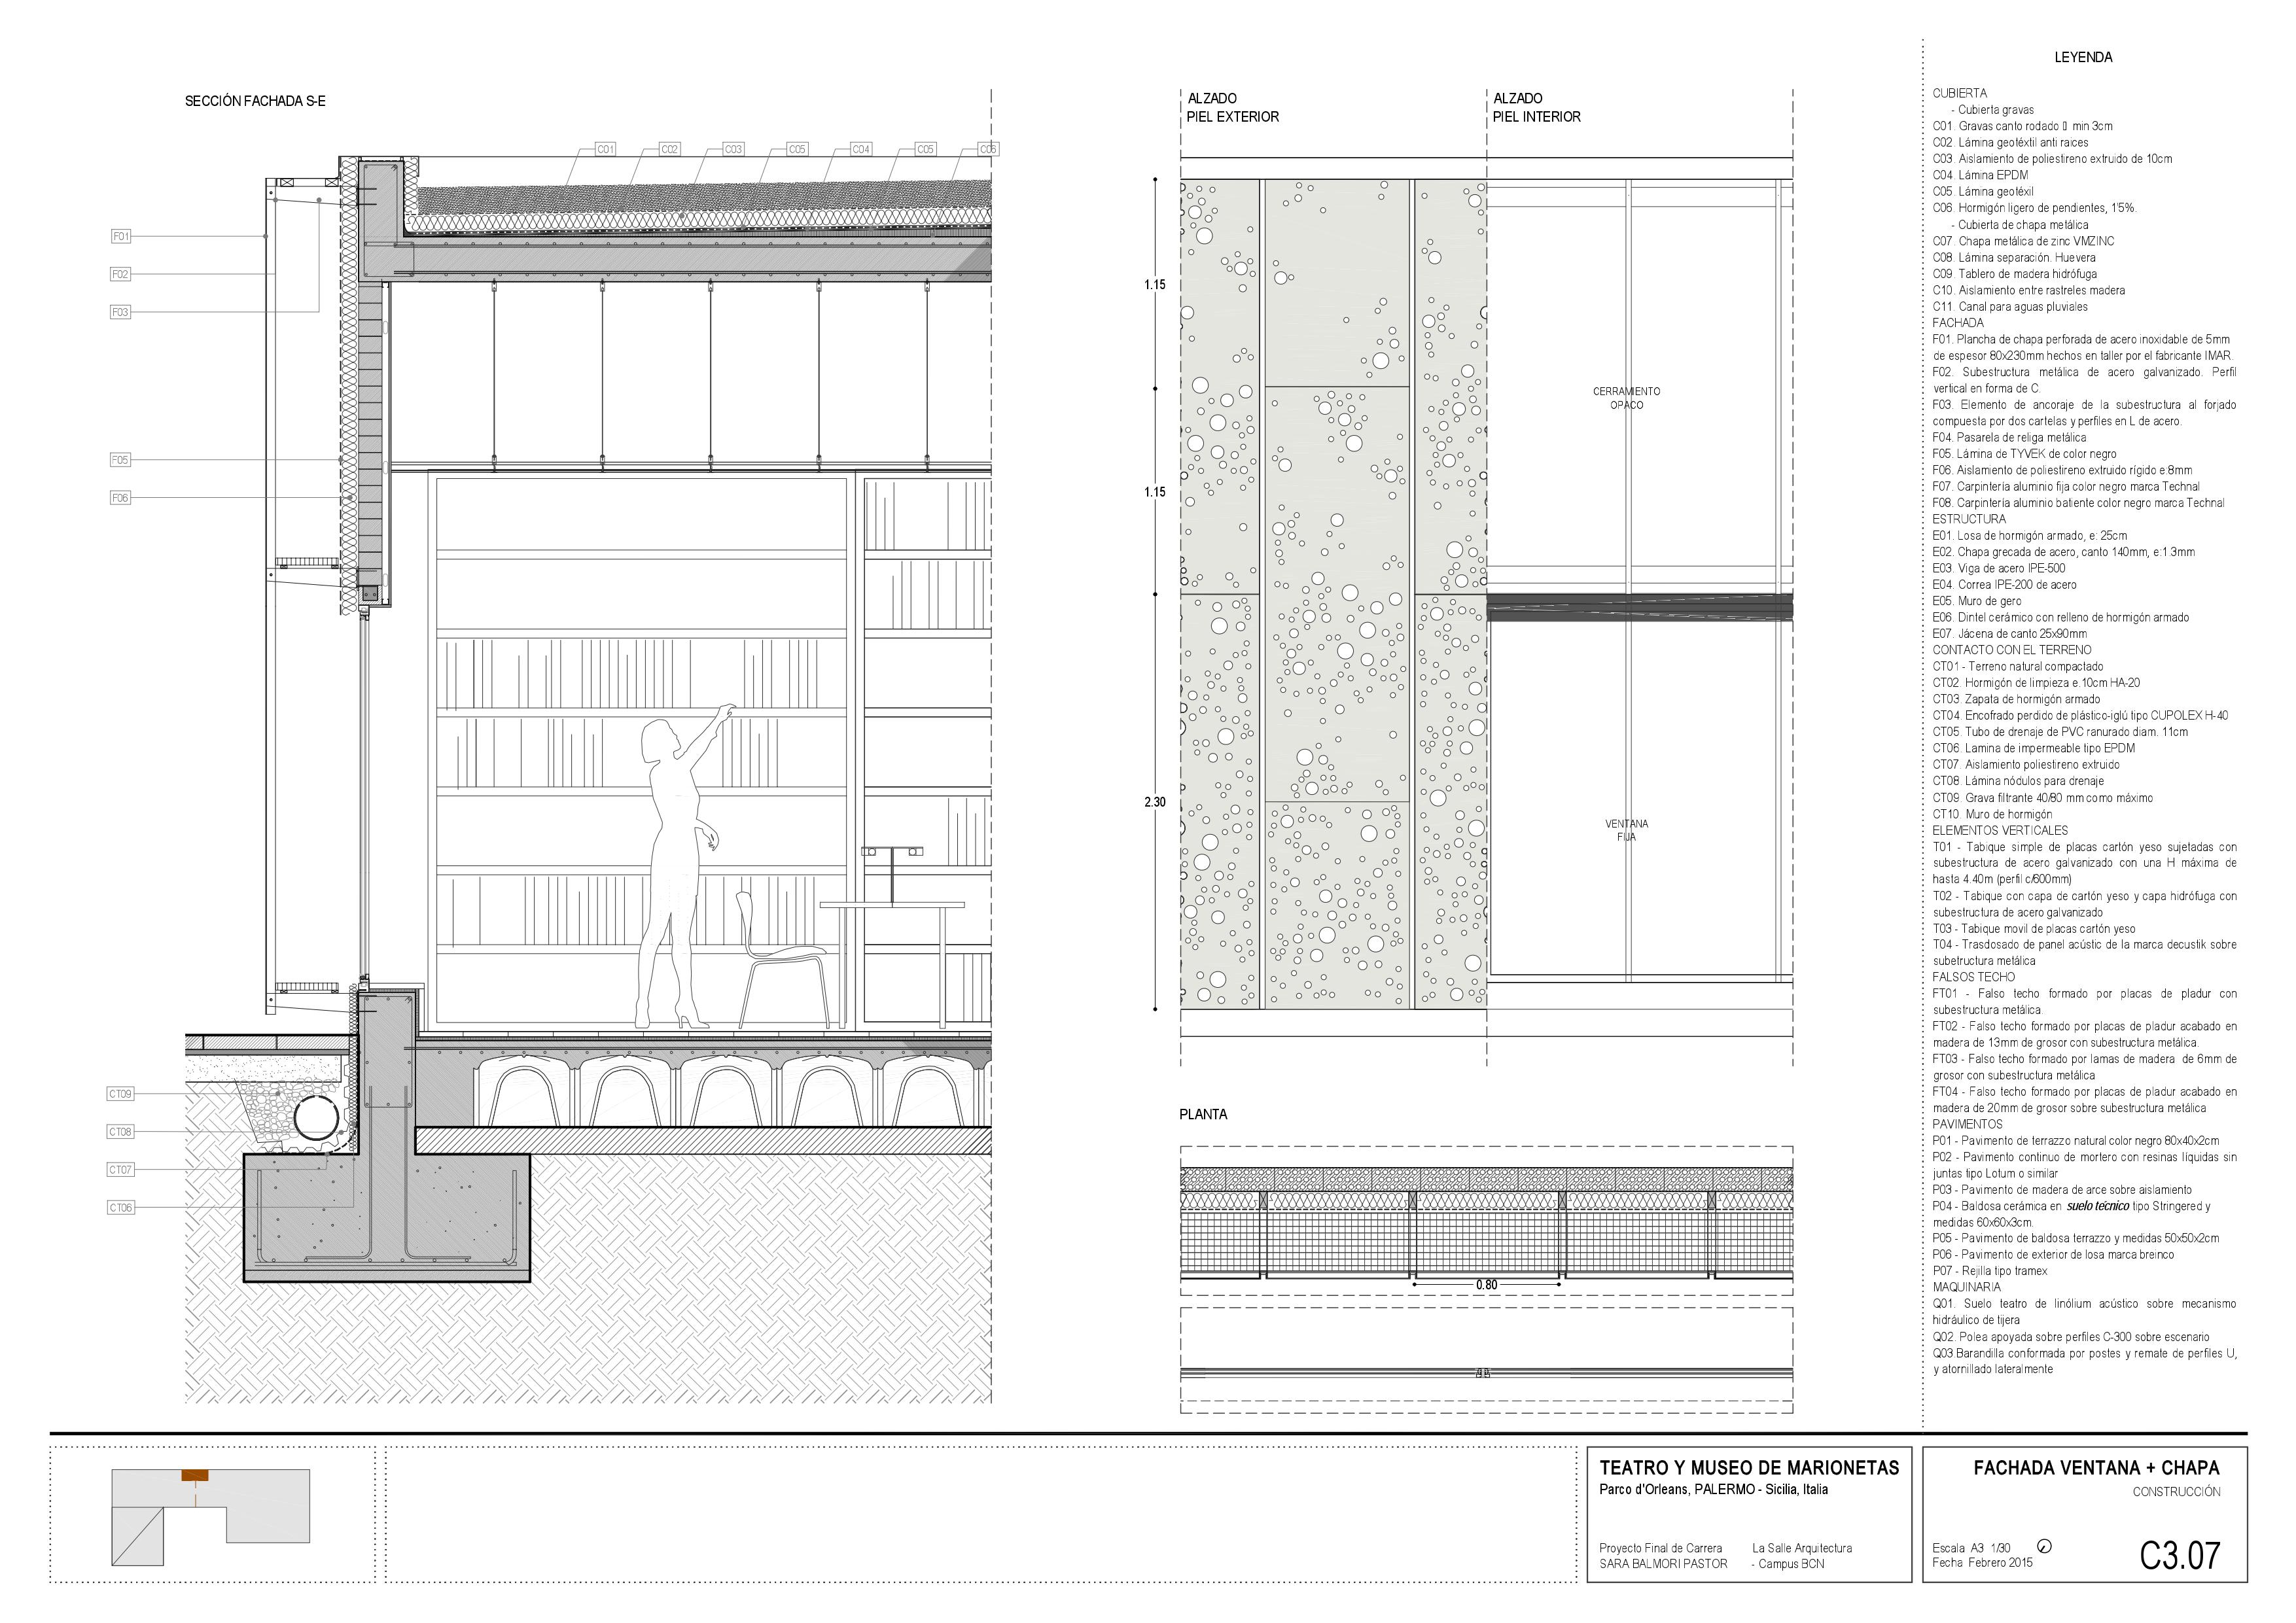 SECCIÓN FACHADA S-E
C01
C02
C03
C05
C04
C05
C06
F01
F02
F03
F05
F06
CT09
CT08
CT07
CT06
ALZADO
PIEL EXTERIOR
ALZADO
PIEL INTERIOR
1.15
1.15
2.30
CERRAMIENTO
OPACO
VENTANA
FIJA
PLANTA
0.80
LEYENDA
CUBIERTA
- Cubierta gravas
C01. Gravas canto rodado min 3cm
C02. Lámina geotéxtil anti raices
C03. Aislamiento de poliestireno extruido de 10cm
C04. Lámina EPDM
C05. Lámina geotéxil
C06. Hormigón ligero de pendientes, 1'5%.
- Cubierta de chapa metálica
C07. Chapa metálica de zinc VMZINC
C08. Lámina separación. Huevera
C09. Tablero de madera hidrófuga
C10. Aislamiento entre rastreles madera
C11. Canal para aguas pluviales
FACHADA
F01. Plancha de chapa perforada de acero inoxidable de 5mm
de espesor 80x230mm hechos en taller por el fabricante IMAR.
F02. Subestructura metálica de acero galvanizado. Perfil
vertical en forma de C.
F03. Elemento de ancoraje de la subestructura al forjado
compuesta por dos cartelas y perfiles en L de acero.
F04. Pasarela de religa metálica
F05. Lámina de TYVEK de color negro
F06. Aislamiento de poliestireno extruido rígido e:8mm
F07. Carpintería aluminio fija color negro marca Technal
F08. Carpintería aluminio batiente color negro marca Technal
ESTRUCTURA
E01. Losa de hormigón armado, e: 25cm
E02. Chapa grecada de acero, canto 140mm, e:1.3mm
E03. Viga de acero IPE-500
E04. Correa IPE-200 de acero
E05. Muro de gero
E06. Dintel cerámico con relleno de hormigón armado
E07. Jácena de canto 25x90mm
CONTACTO CON EL TERRENO
CT01 - Terreno natural compactado
CT02. Hormigón de limpieza e.10cm HA-20
CT03. Zapata de hormigón armado
CT04. Encofrado perdido de plástico-iglú tipo CUPOLEX H-40
CT05. Tubo de drenaje de PVC ranurado diam. 11cm
CT06. Lamina de impermeable tipo EPDM
CT07. Aislamiento poliestireno extruido
CT08. Lámina nódulos para drenaje
CT09. Grava filtrante 40/80 mm como máximo
CT10. Muro de hormigón
ELEMENTOS VERTICALES
T01 - Tabique simple de placas cartón yeso sujetadas con
subestructura de acero galvanizado con una H máxima de
hasta 4.40m (perfil c/600mm)
T02 - Tabique con capa de cartón yeso y capa hidrófuga con
subestructura de acero galvanizado
T03 - Tabique movil de placas cartón yeso
T04 - Trasdosado de panel acústic de la marca decustik sobre
subetructura metálica
FALSOS TECHO
FT01 - Falso techo formado por placas de pladur con
subestructura metálica.
FT02 - Falso techo formado por placas de pladur acabado en
madera de 13mm de grosor con subestructura metálica.
FT03 - Falso techo formado por lamas de madera de 6mm de
grosor con subestructura metálica
FT04 - Falso techo formado por placas de pladur acabado en
madera de 20mm de grosor sobre subestructura metálica
PAVIMENTOS
P01 - Pavimento de terrazzo natural color negro 80x40x2cm
P02 - Pavimento continuo de mortero con resinas líquidas sin
juntas tipo Lotum o similar
P03 - Pavimento de madera de arce sobre aislamiento
P04 - Baldosa cerámica en suelo técnico tipo Stringered y
medidas 60x60x3cm.
P05 - Pavimento de baldosa terrazzo y medidas 50x50x2cm
P06 - Pavimento de exterior de losa marca breinco
P07 - Rejilla tipo tramex
MAQUINARIA
Q01. Suelo teatro de linólium acústico sobre mecanismo
hidráulico de tijera
Q02. Polea apoyada sobre perfiles C-300 sobre escenario
Q03.Barandilla conformada por postes y remate de perfiles U,
y atornillado lateralmente
TEATRO Y MUSEO DE MARIONETAS
Parco d'Orleans, PALERMO - Sicilia, Italia
Proyecto Final de Carrera La Salle Arquitectura
SARA BALMORI PASTOR - Campus BCN
FACHADA VENTANA + CHAPA
CONSTRUCCIÓN
Escala A3 1/30
Fecha Febrero 2015
C3.07